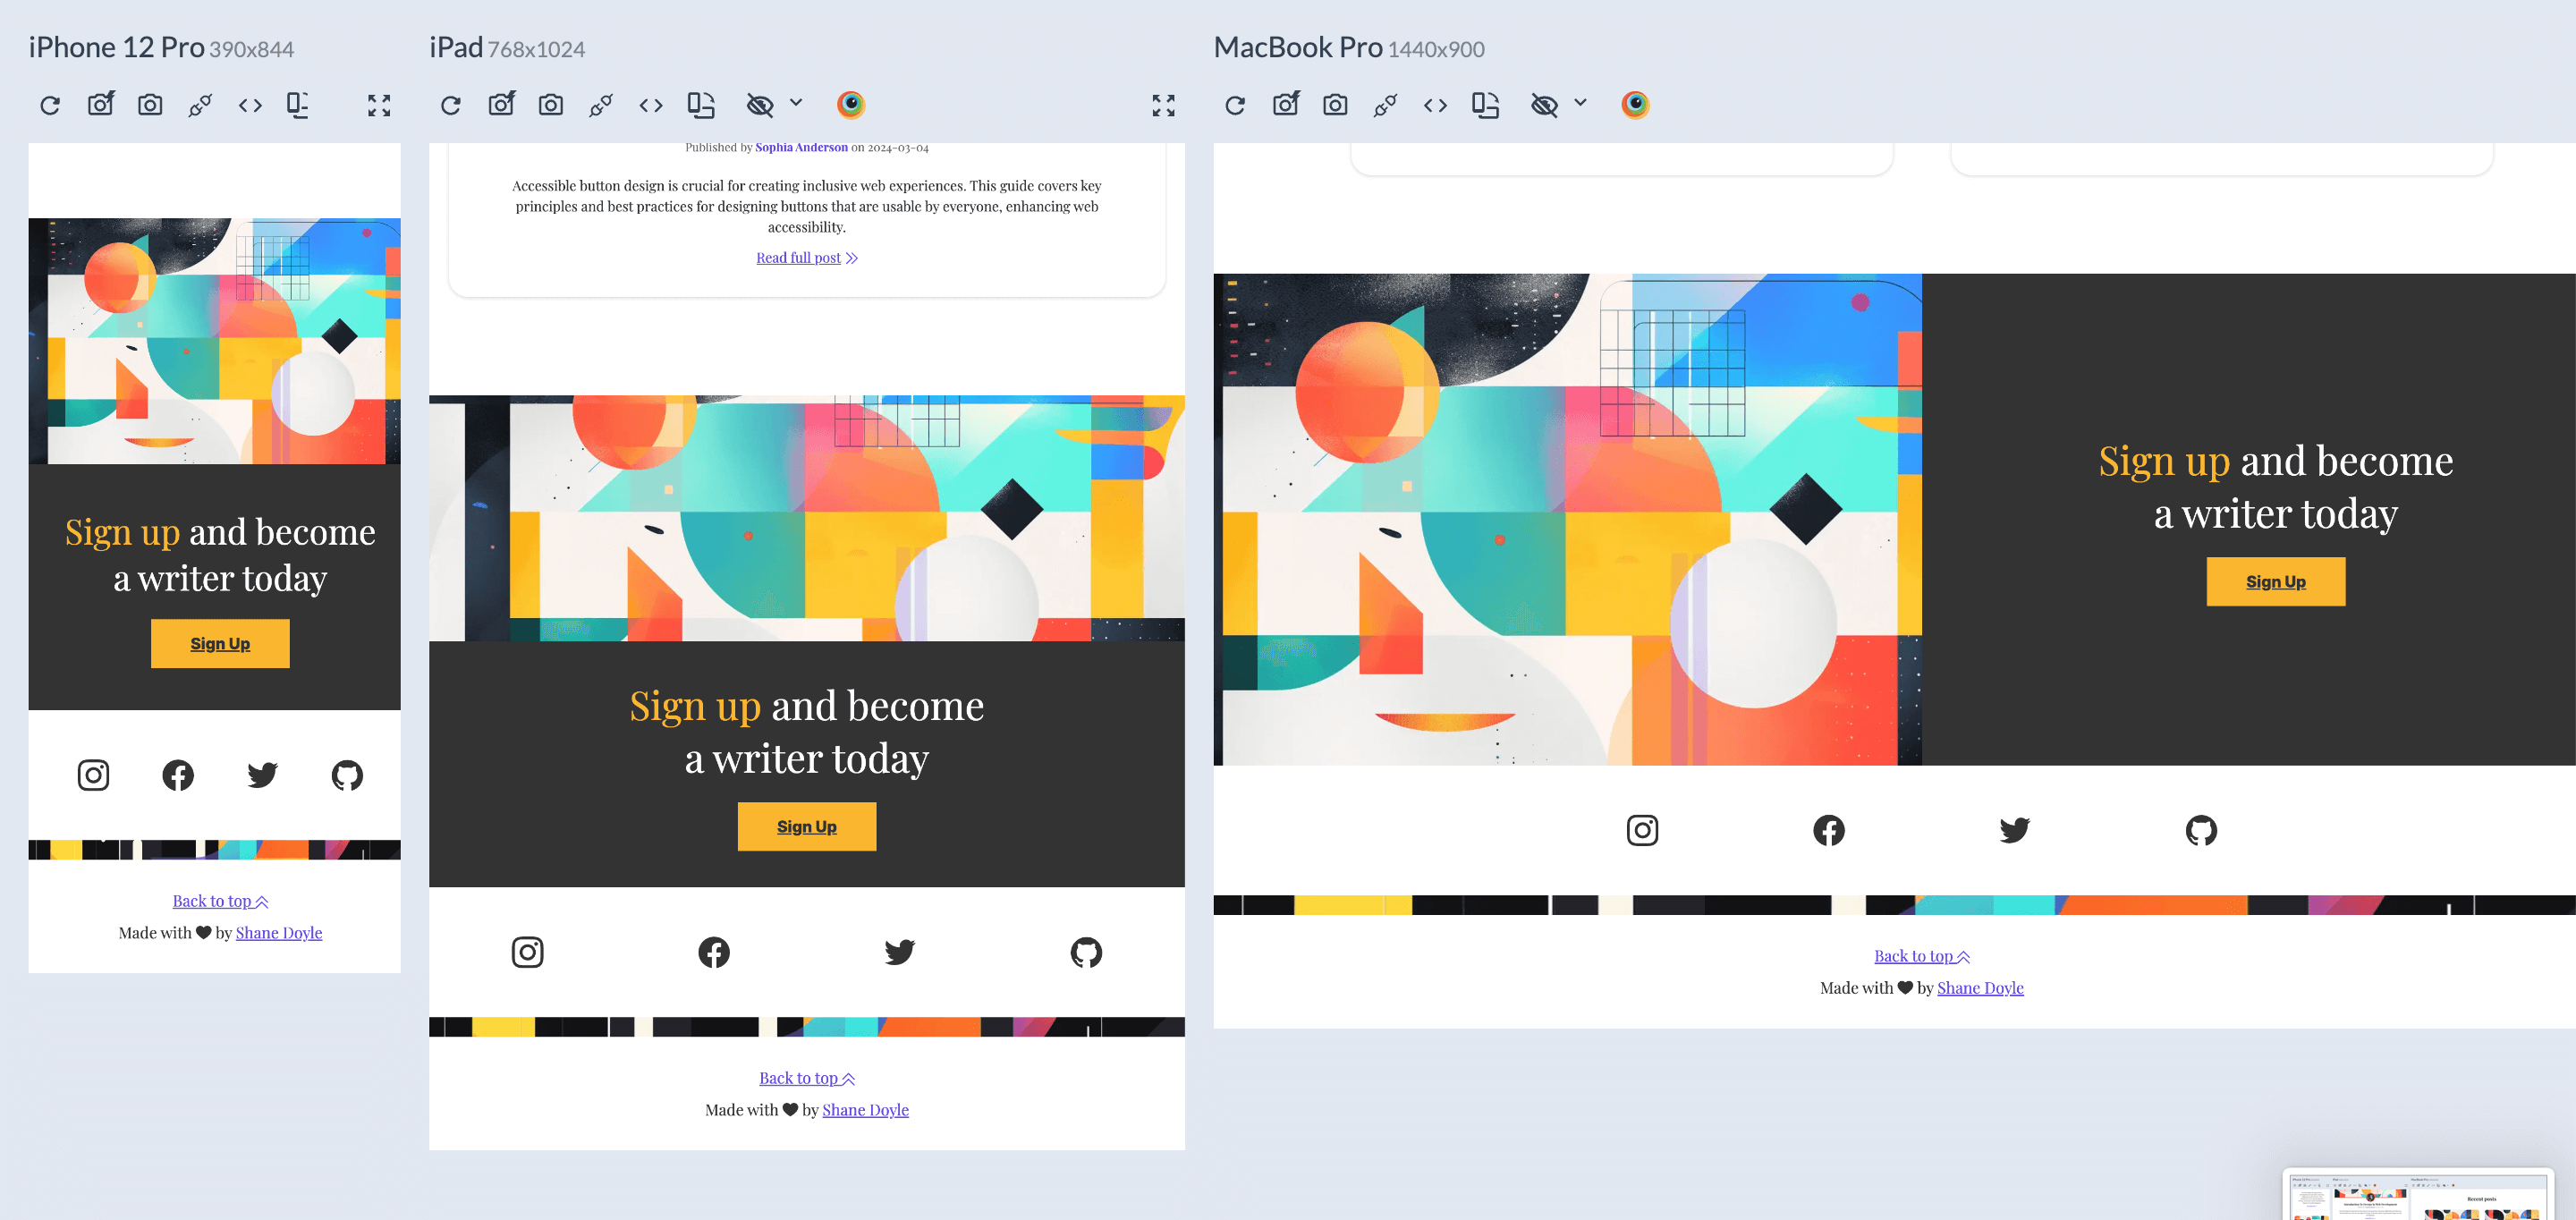 iPhone 12 Pro 390x844
Sign up and become
a writer today
Sign Up
Back to top
Made with by Shane Doyle
iPad 768x1024
Published by Sophia Anderson on 2024-03-04
Accessible button design is crucial for creating inclusive web experiences. This guide covers key
principles and best practices for designing buttons that are usable by everyone, enhancing web
accessibility.
Read full post
Sign up and become
a writer today
Sign Up
Back to top
Made with by Shane Doyle
MacBook Pro 1440x900
Sign up and become
a writer today
Sign Up
Back to top
Made with by Shane Doyle
Recent posts